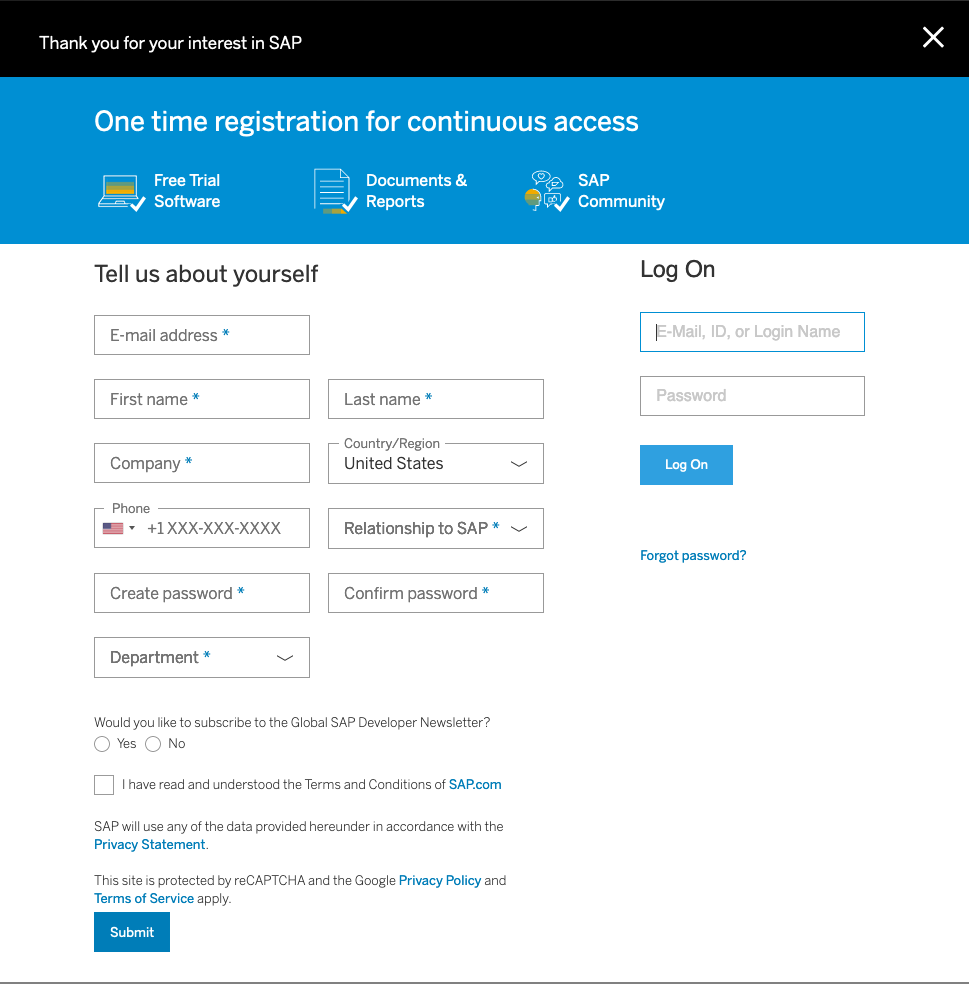 Thank you for your interest in SAP
One time registration for continuous access
Free Trial
Software
Documents &
Reports
SAP
Community
Tell us about yourself
E-mail address *
First name *
Last name *
Company *
Country/Region
United States
Phone
+1 XXX-XXX-XXXX
Relationship to SAP *
Create password *
Confirm password *
Department *
Would you like to subscribe to the Global SAP Developer Newsletter?
Yes
No
I have read and understood the Terms and Conditions of SAP.com
SAP will use any of the data provided hereunder in accordance with the
Privacy Statement.
This site is protected by reCAPTCHA and the Google Privacy Policy and
Terms of Service apply.
Submit
Log On
E-Mail, ID, or Login Name
Password
Log On
Forgot password?